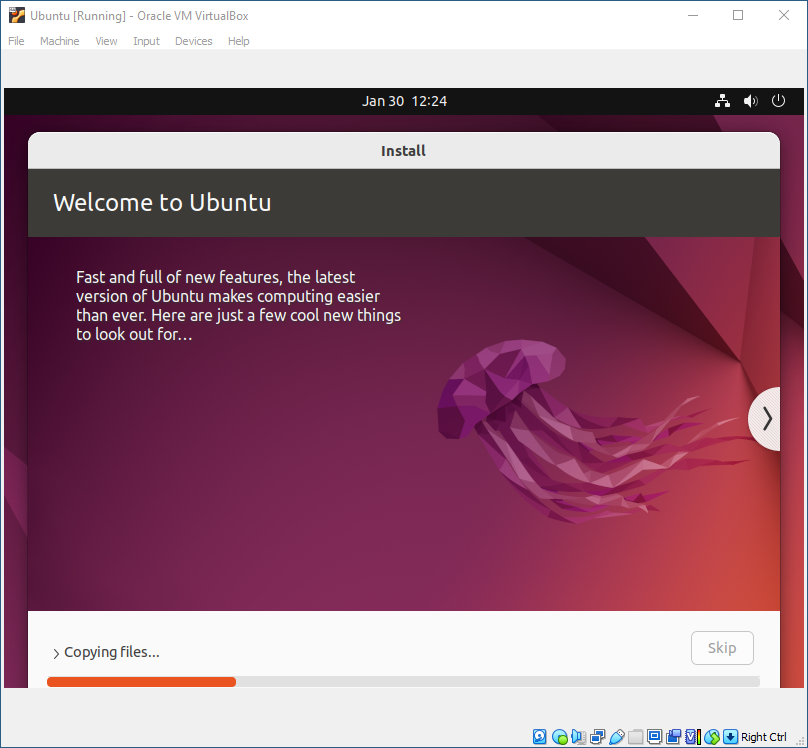 Ubuntu [Running] - Oracle VM VirtualBox
File Machine View Input Devices Help
Jan 30 12:24
Install
Welcome to Ubuntu
Fast and full of new features, the latest
version of Ubuntu makes computing easier
than ever. Here are just a few cool new things
to look out for...
Copying files...
Skip
Right Ctrl